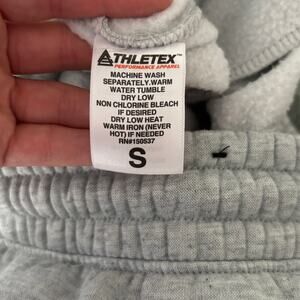 ATHLETEX™
PERFORMANCE APPAREL
MACHINE WASH
SEPARATELY.WARM
WATER TUMBLE
DRY LOW
NON CHLORINE BLEACH
IF DESIRED
DRY LOW HEAT
WARM IRON (NEVER
HOT) IF NEEDED
RN#150537
S